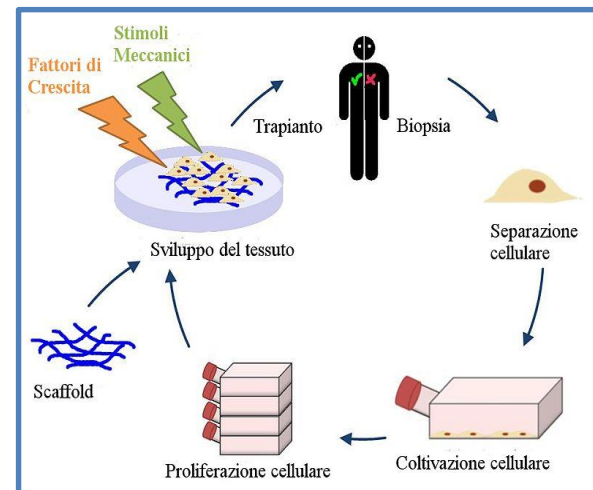 Stimoli
Meccanici
Fattori di
Crescita
Trapianto
Biopsia
Separazione
cellulare
Sviluppo del tessuto
Scaffold
Proliferazione cellulare
Coltivazione cellulare